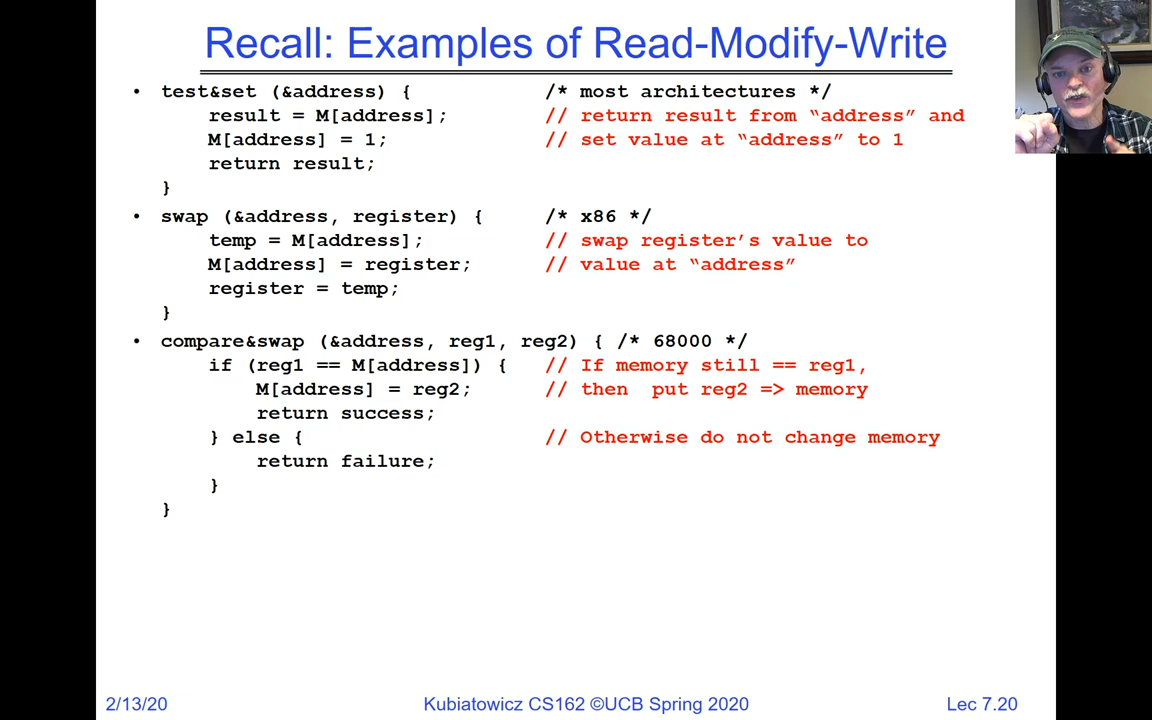 Recall: Examples of Read-Modify-Write
• test&set (&address) { /* most architectures */
result = M[address]; // return result from “address” and
M[address] = 1; // set value at “address” to 1
return result;
}
• swap (&address, register) { /* x86 */
temp = M[address]; // swap register’s value to
M[address] = register; // value at “address”
register = temp;
}
• compare&swap (&address, reg1, reg2) { /* 68000 */
if (reg1 == M[address]) { // If memory still == reg1,
M[address] = reg2; // then put reg2 => memory
return success;
} else { // Otherwise do not change memory
return failure;
}
}
2/13/20 Kubiatowicz CS162 ©UCB Spring 2020 Lec 7.20